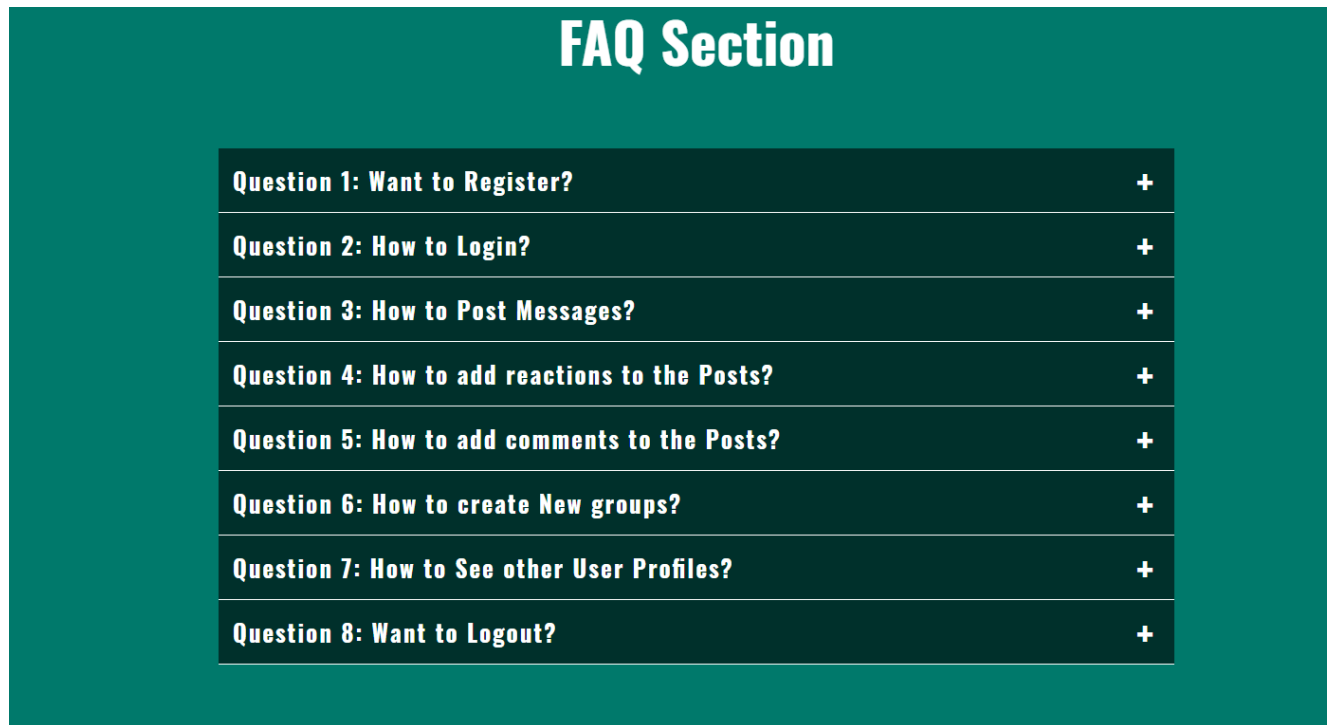 FAQ Section
Question 1: Want to Register? +
Question 2: How to Login? +
Question 3: How to Post Messages? +
Question 4: How to add reactions to the Posts? +
Question 5: How to add comments to the Posts? +
Question 6: How to create New groups? +
Question 7: How to See other User Profiles? +
Question 8: Want to Logout? +